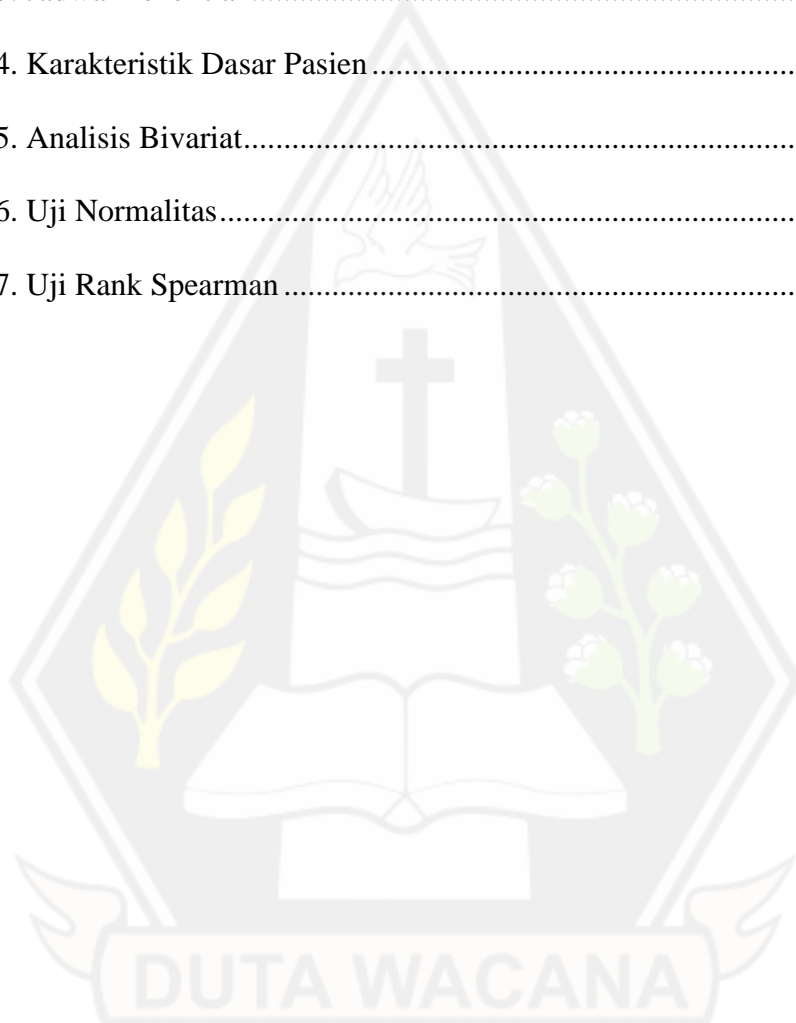 4. Karakteristik Dasar Pasien
5. Analisis Bivariat
6. Uji Normalitas
7. Uji Rank Spearman
DUTA WACANA